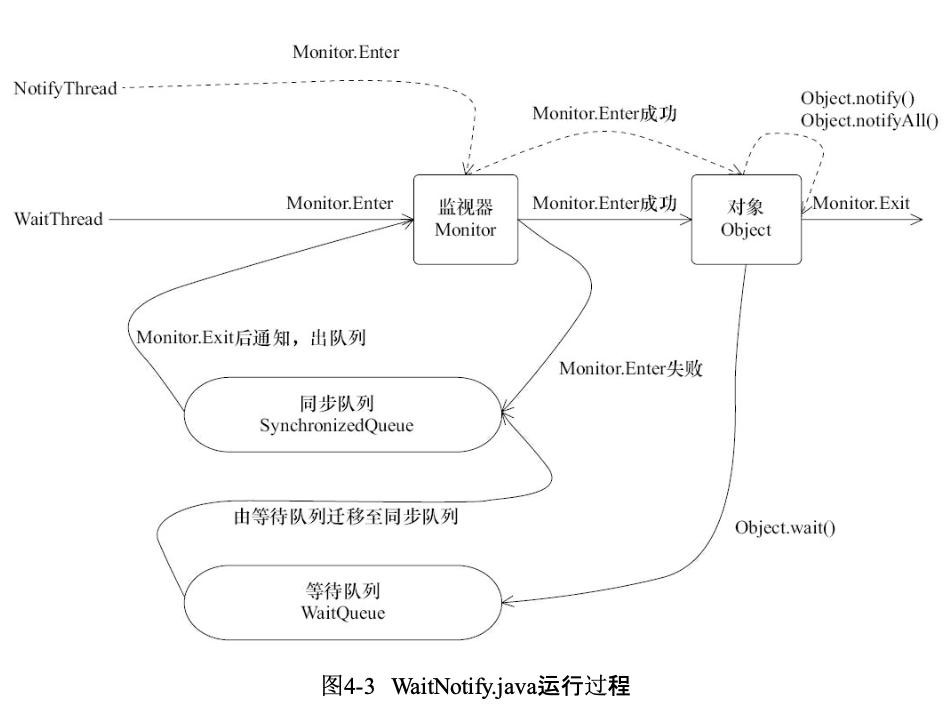 Monitor.Enter
NotifyThread
Monitor.Enter成功
Object.notify()
Object.notifyAll()
WaitThread
Monitor.Enter
监视器
Monitor
Monitor.Enter成功
对象
Object
Monitor.Exit
Monitor.Exit后通知，出队列
Monitor.Enter失败
同步队列
SynchronizedQueue
由等待队列迁移至同步队列
Object.wait()
等待队列
WaitQueue
图4-3 WaitNotify.java运行过程